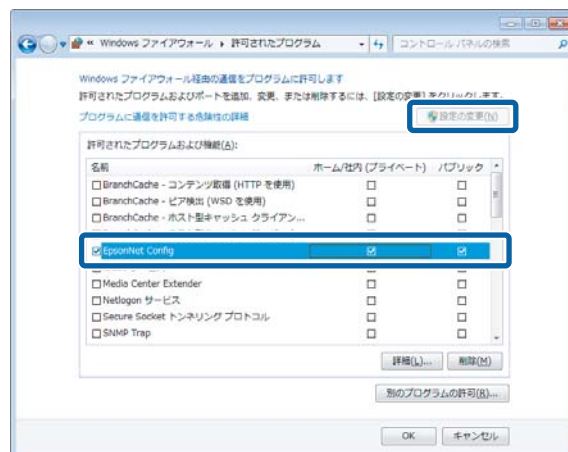 « Windows ファイアウォール ▸ 許可されたプログラム
コントロール パネルの検索
Windows ファイアウォール経由の通信をプログラムに許可します
許可されたプログラムおよびポートを追加、変更、または削除するには、[設定の変更] をクリックします。
プログラムに通信を許可する危険性の詳細
設定の変更(N)
許可されたプログラムおよび機能(A):
名前 ホーム/社内 (プライベート) パブリック
BranchCache - コンテンツ取得 (HTTP を使用)
BranchCache - ピア検出 (WSD を使用)
BranchCache - ホスト型キャッシュ クライアン...
EpsonNet Config
Media Center Extender
Netlogon サービス
Secure Socket トンネリング プロトコル
SNMP Trap
詳細(L)... 削除(M)
別のプログラムの許可(R)...
OK キャンセル